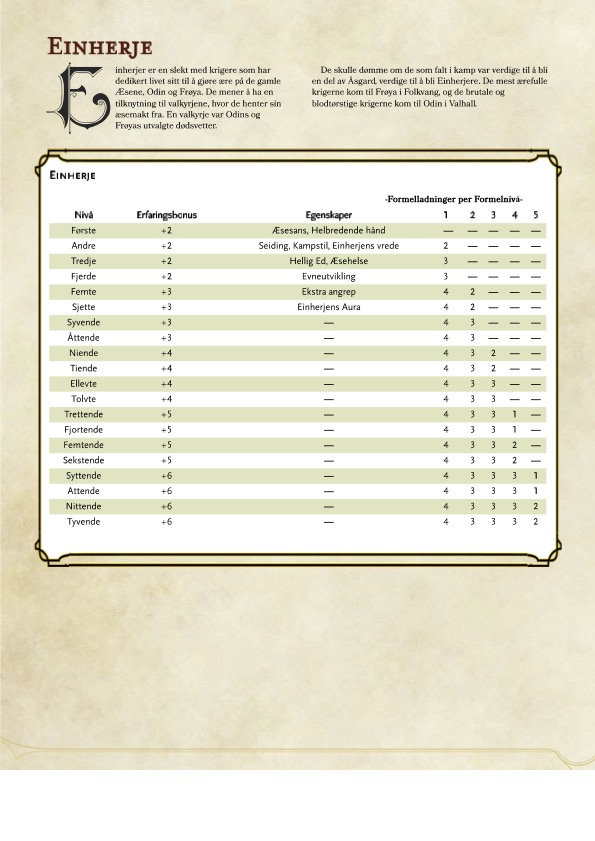 Einherje
Einherjer er en slekt med krigere som har
dedikert livet sitt til å gjøre ære på de gamle
Æsene, Odin og Frøya. De mener å ha en
tilknytning til valkyrjene, hvor de henter sin
æsemakt fra. En valkyrje var Odins og
Frøyas utvalgte dødsvetter.
De skulle dømme om de som falt i kamp var verdige til å bli
en del av Åsgard, verdige til å bli Einherjere. De mest ærefulle
krigerne kom til Frøya i Folkvang, og de brutale og
blodtørstige krigerne kom til Odin i Valhall.
Einherje
-Formelladninger per Formelnivå-
Nivå Erfaringsbonus Egenskaper 1 2 3 4 5
Første +2 Æsesans, Helbredende hånd — — — — —
Andre +2 Seiding, Kampstil, Einherjens vrede 2 — — — —
Tredje +2 Hellig Ed, Æsehelse 3 — — — —
Fjerde +2 Evneutvikling 3 — — — —
Femte +3 Ekstra angrep 4 2 — — —
Sjette +3 Einherjens Aura 4 2 — — —
Syvende +3 — 4 3 — — —
Åttende +3 — 4 3 — — —
Niende +4 — 4 3 2 — —
Tiende +4 — 4 3 2 — —
Ellevte +4 — 4 3 3 — —
Tolvte +4 — 4 3 3 — —
Trettende +5 — 4 3 3 1 —
Fjortende +5 — 4 3 3 1 —
Femtende +5 — 4 3 3 2 —
Sekstende +5 — 4 3 3 2 —
Syttende +6 — 4 3 3 3 1
Attende +6 — 4 3 3 3 1
Nittende +6 — 4 3 3 3 2
Tyvende +6 — 4 3 3 3 2